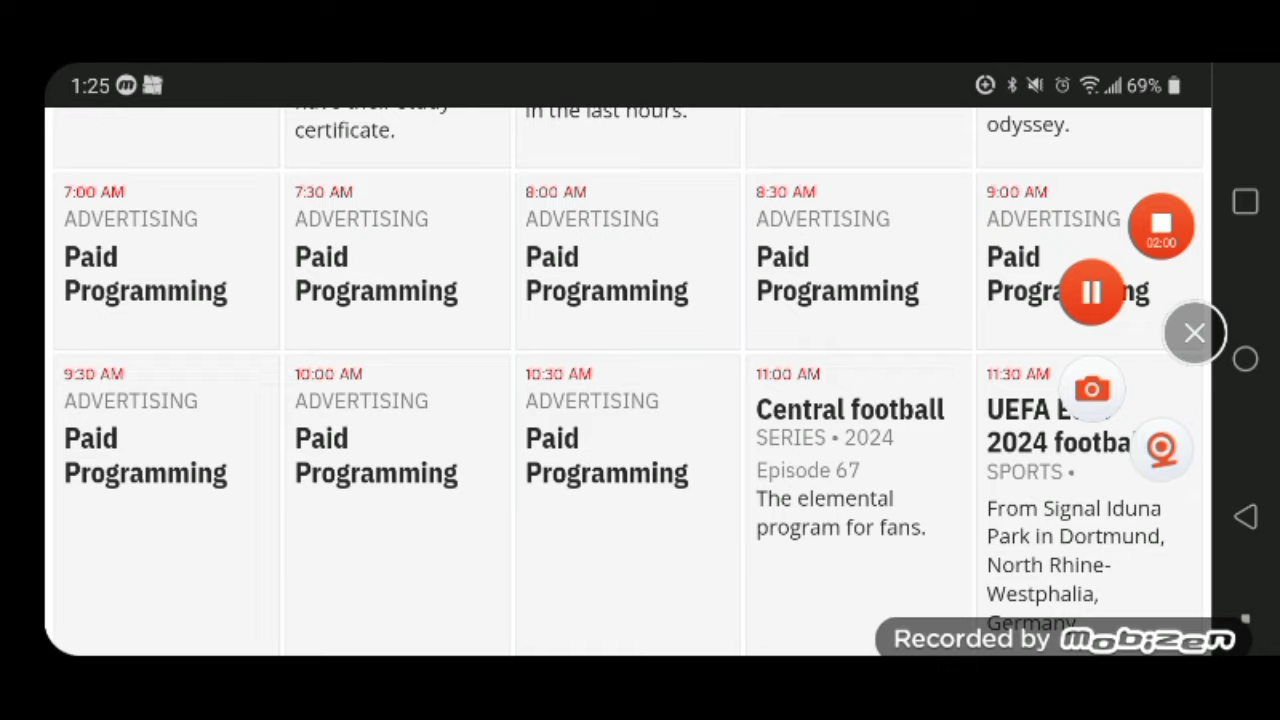 1:25
69%
certificate.
in the last hours.
odyssey.
7:00 AM
ADVERTISING
Paid
Programming
7:30 AM
ADVERTISING
Paid
Programming
8:00 AM
ADVERTISING
Paid
Programming
8:30 AM
ADVERTISING
Paid
Programming
9:00 AM
ADVERTISING
Paid
02:00
9:30 AM
ADVERTISING
Paid
Programming
10:00 AM
ADVERTISING
Paid
Programming
10:30 AM
ADVERTISING
Paid
Programming
11:00 AM
Central football
SERIES • 2024
Episode 67
The elemental
program for fans.
11:30 AM
UEFA
2024
SPORTS •
From Signal Iduna
Park in Dortmund,
North Rhine-
Westphalia,
Germany
Recorded by mobizen